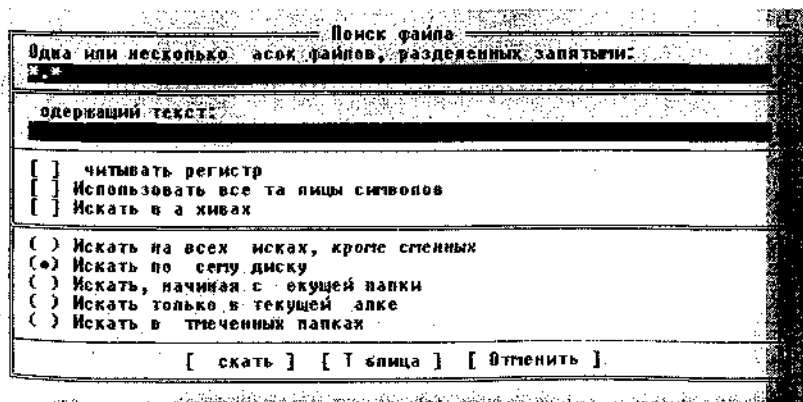 Поиск файла
Одна или несколько асок файлов, разделенных запятыми:
*.*
одержащий текст:
[ ] читывать регистр
[ ] Использовать все та лицы символов
[ ] Искать в а хивах
( ) Искать на всех исках, кроме сменных
(•) Искать по сему диску
( ) Искать, начиная с екущей папки
( ) Искать только в текущей апке
( ) Искать в тмеченных папках
[ скать ] [ Т блица ] [ Отменить ]